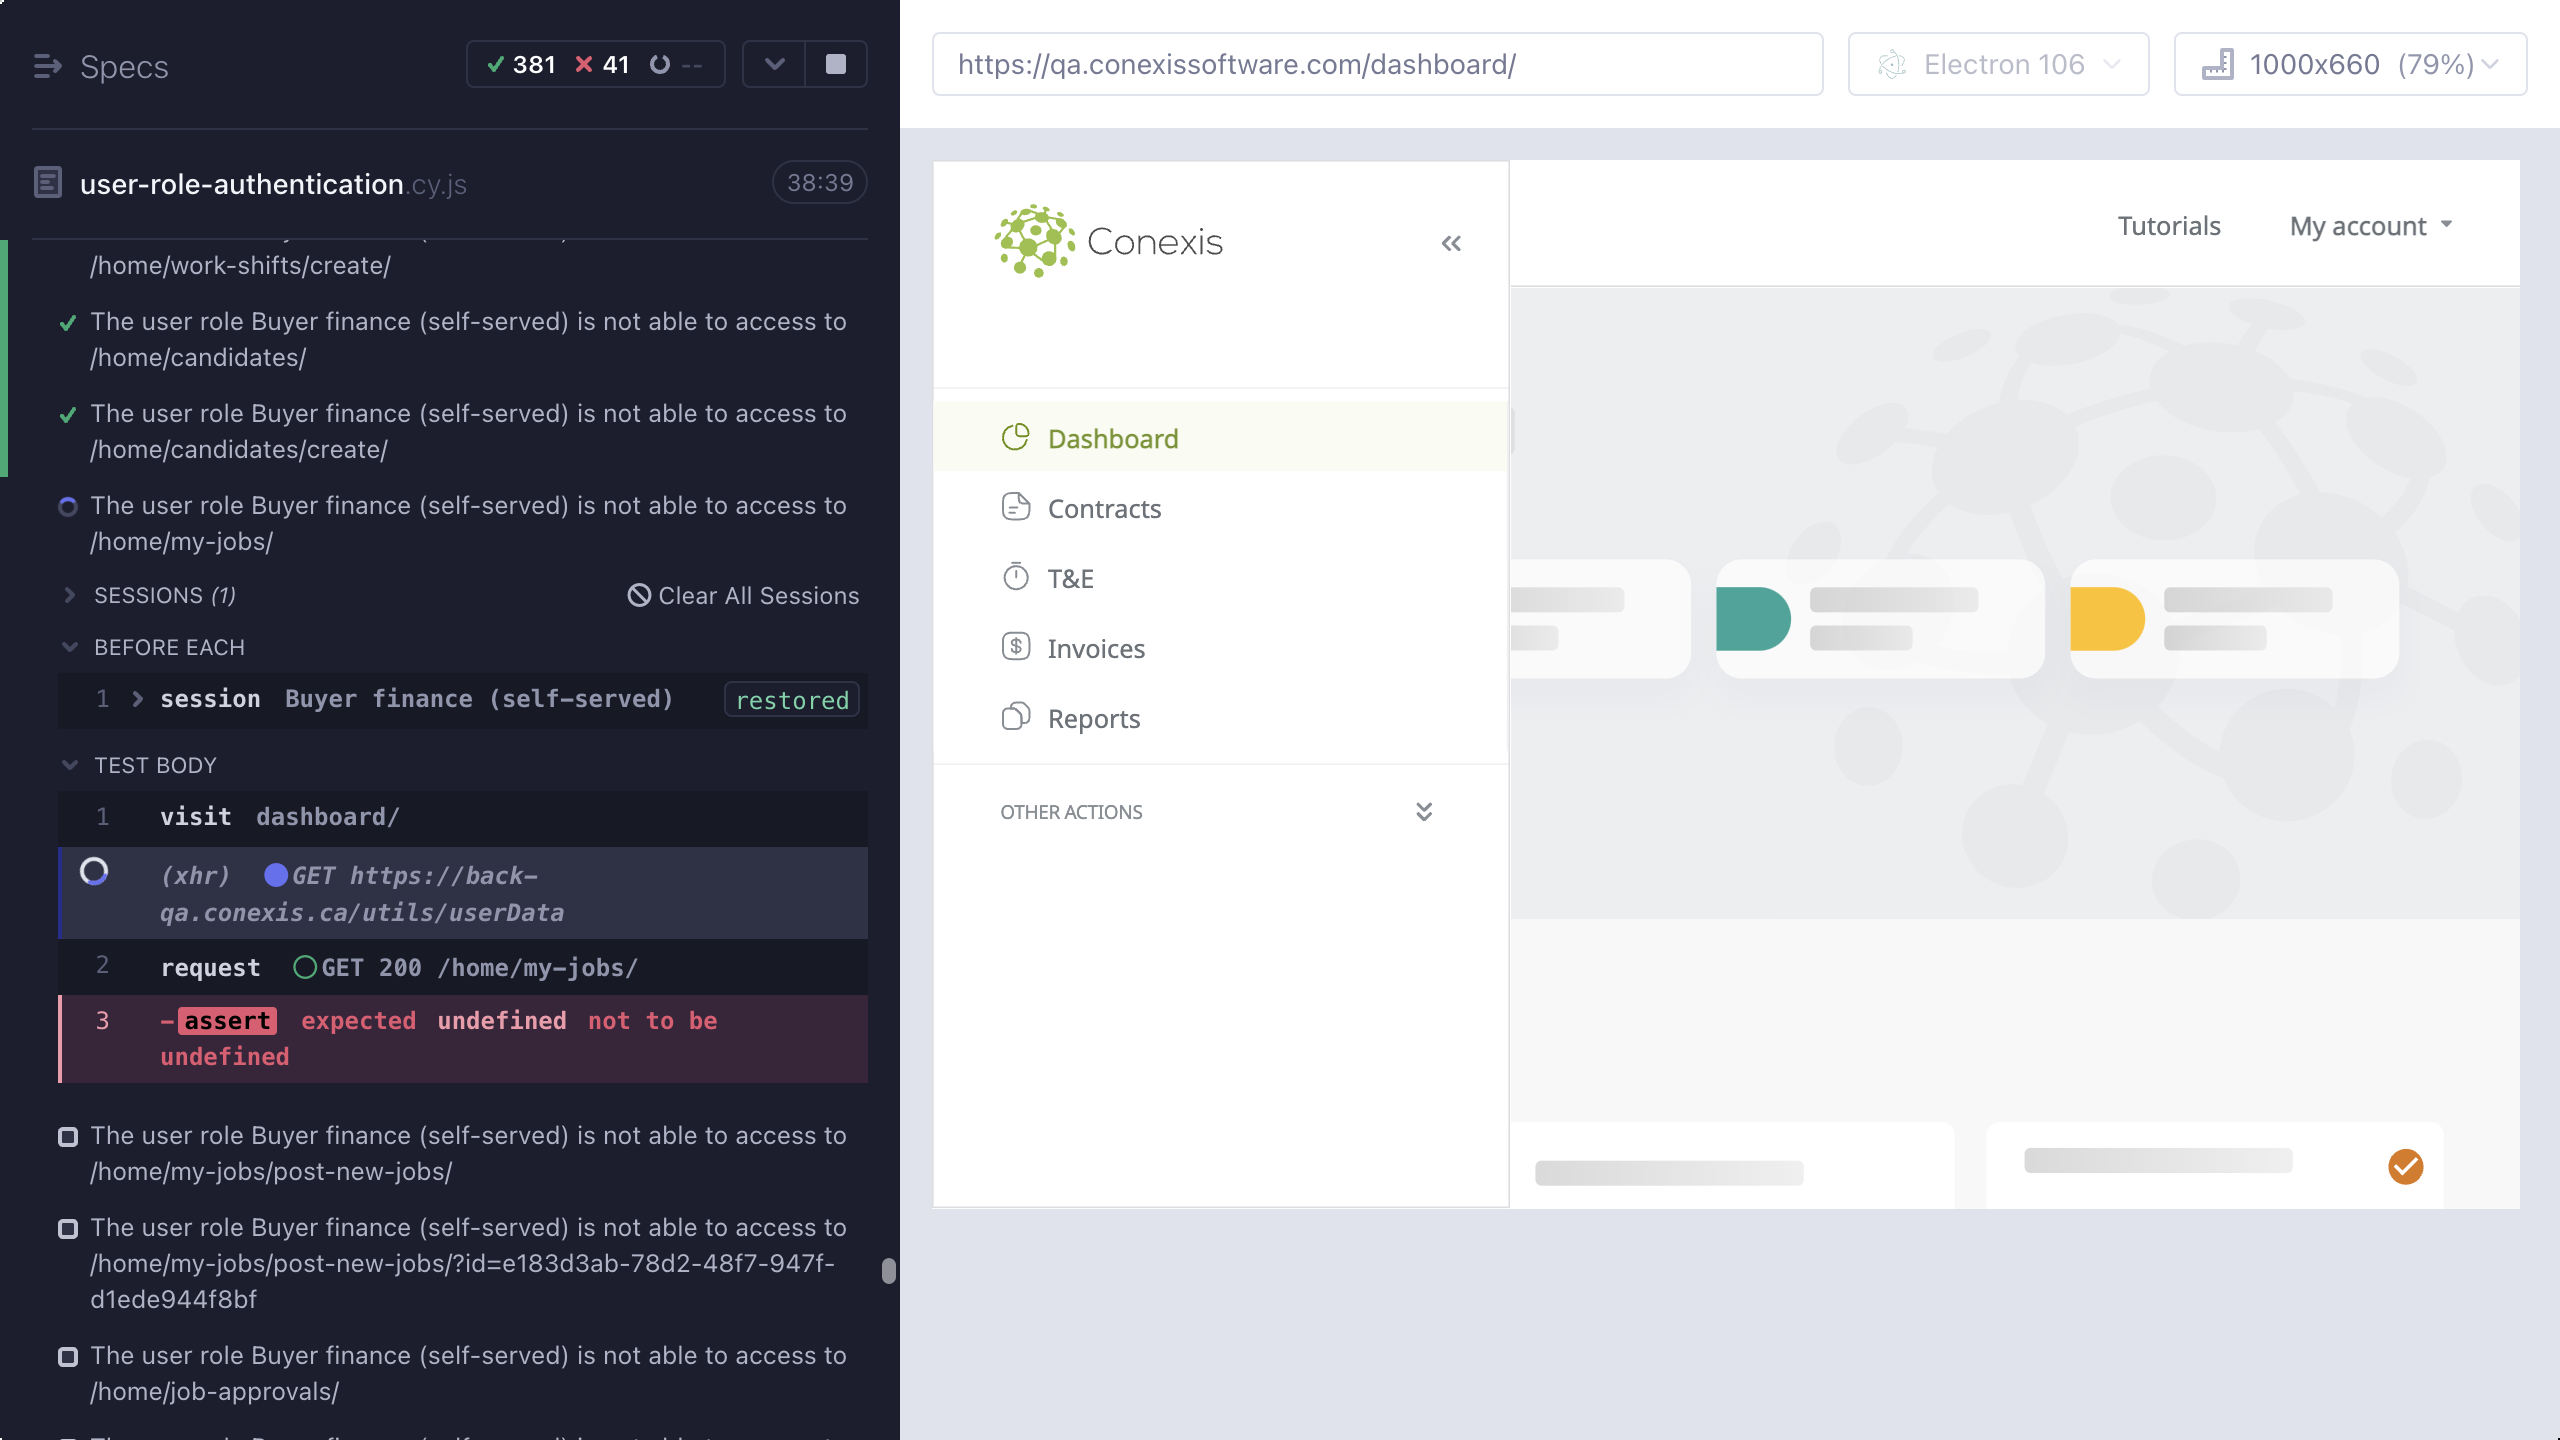 Specs
381 41 --
user-role-authentication.cy.js
38:39
/home/work-shifts/create/
The user role Buyer finance (self-served) is not able to access to
/home/candidates/
The user role Buyer finance (self-served) is not able to access to
/home/candidates/create/
The user role Buyer finance (self-served) is not able to access to
/home/my-jobs/
SESSIONS (1)
Clear All Sessions
BEFORE EACH
1 session Buyer finance (self-served) restored
TEST BODY
1 visit dashboard/
(xhr) GET https://back-
qa.conexis.ca/utils/userData
2 request GET 200 /home/my-jobs/
3 -assert expected undefined not to be
undefined
The user role Buyer finance (self-served) is not able to access to
/home/my-jobs/post-new-jobs/
The user role Buyer finance (self-served) is not able to access to
/home/my-jobs/post-new-jobs/?id=e183d3ab-78d2-48f7-947f-
d1ede944f8bf
The user role Buyer finance (self-served) is not able to access to
/home/job-approvals/
https://qa.conexissoftware.com/dashboard/
Electron 106
1000x660 (79%)
Conexis
Tutorials
My account
Dashboard
Contracts
T&E
Invoices
Reports
OTHER ACTIONS